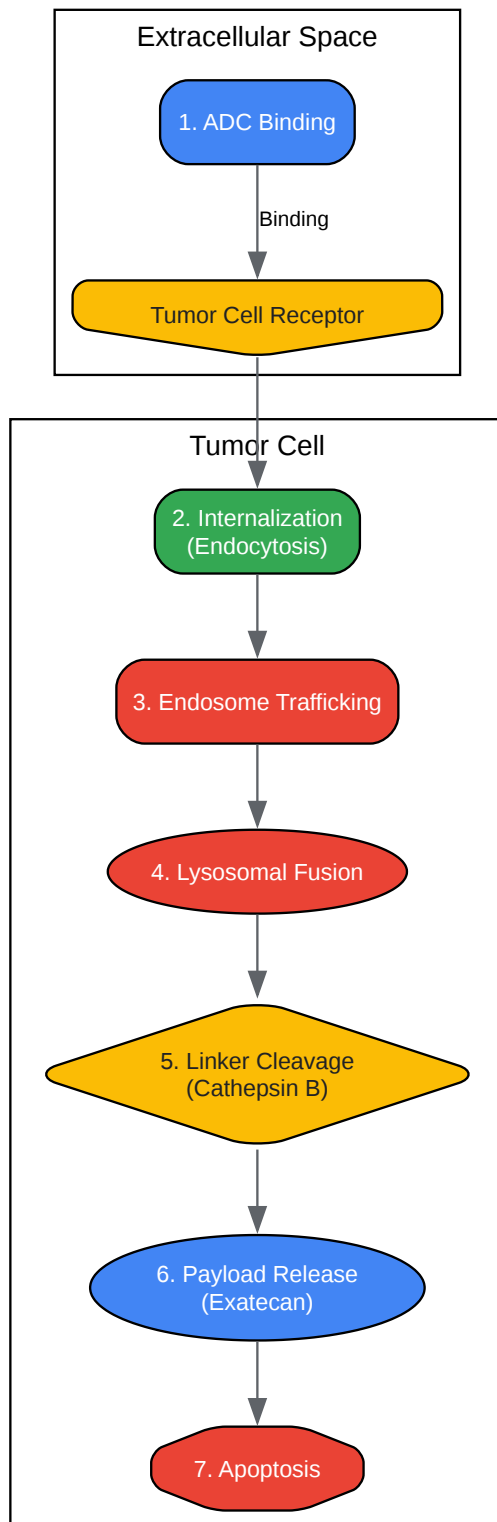 Extracellular Space
1. ADC Binding
Binding
Tumor Cell Receptor
Tumor Cell
2. Internalization
(Endocytosis)
3. Endosome Trafficking
4. Lysosomal Fusion
5. Linker Cleavage
(Cathepsin B)
6. Payload Release
(Exatecan)
7. Apoptosis